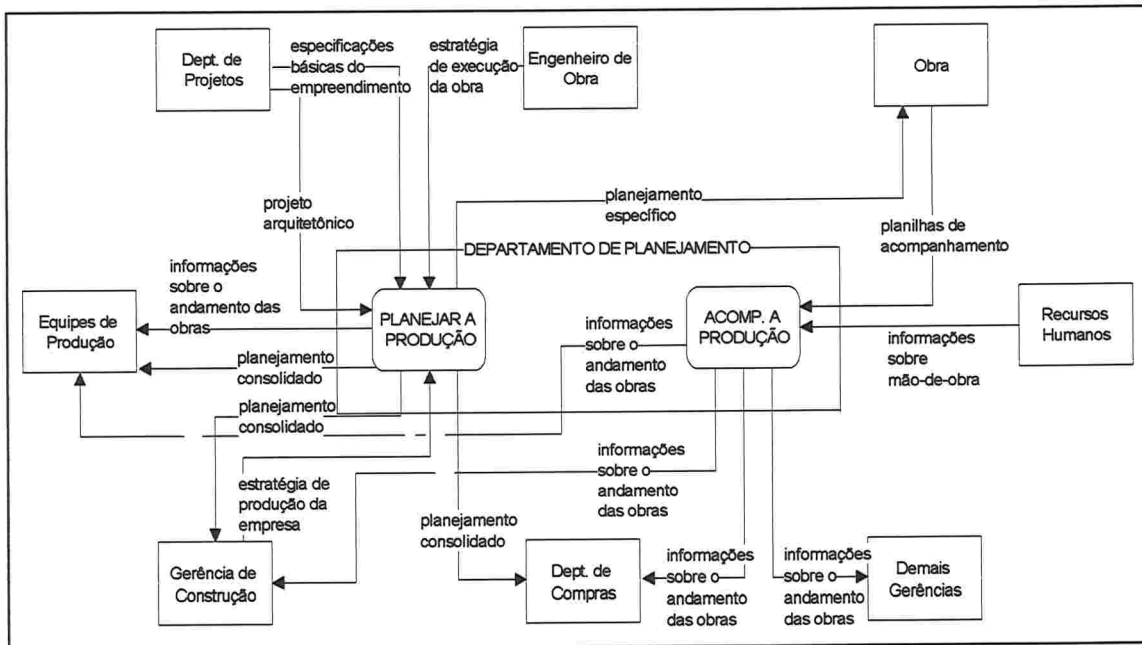 Dept. de
Projetos
especificações
básicas do
empreendimento
estratégia
de execução
da obra
Engenheiro de
Obra
Obra
projeto
arquitetônico
planejamento
específico
planilhas de
acompanhamento
DEPARTAMENTO DE PLANEJAMENTO
informações
sobre o
andamento das
obras
Equipes de
Produção
PLANEJAR A
PRODUÇÃO
informações
sobre o
andamento
das obras
ACOMP. A
PRODUÇÃO
Recursos
Humanos
informações
sobre
mão-de-obra
planejamento
consolidado
planejamento
consolidado
estratégia de
produção da
empresa
informações
sobre o
andamento
das obras
planejamento
consolidado
Gerência de
Construção
Dept. de
Compras
informações
sobre o
andamento
das obras
informações
sobre o
andamento
das obras
Demais
Gerências